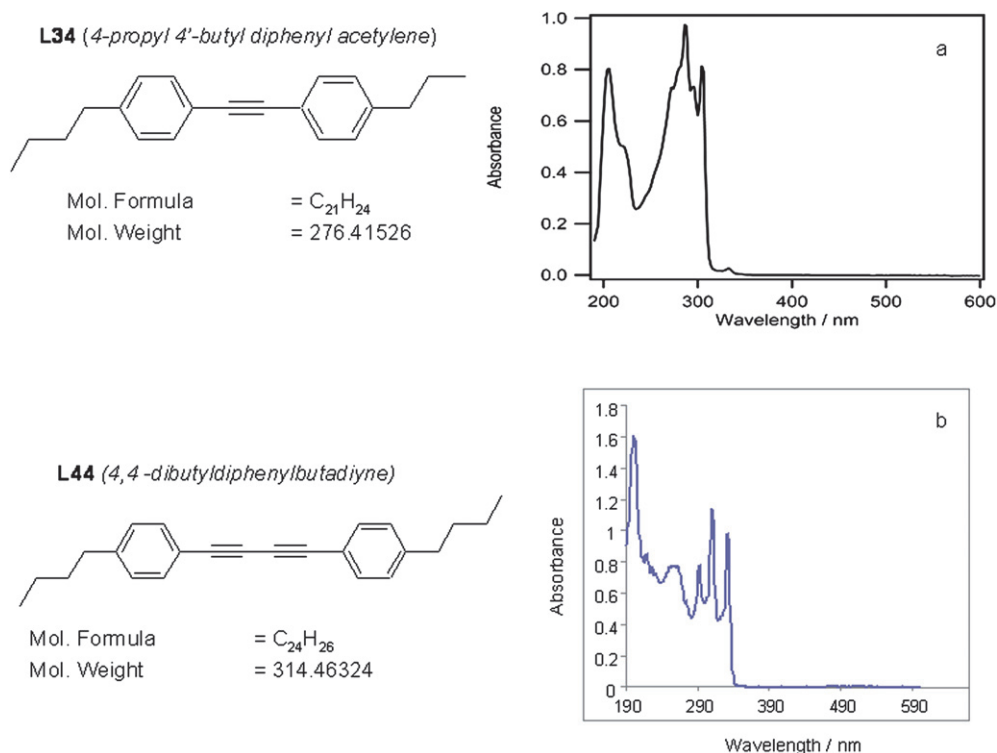 L34 (4-propyl 4'-butyl diphenyl acetylene)
Mol. Formula = C21H24
Mol. Weight = 276.41526
a
1.0
0.8
0.6
0.4
0.2
0.0
Absorbance
200 300 400 500 600
Wavelength / nm
L44 (4,4-dibutyldiphenylbutadiyne)
Mol. Formula = C24H26
Mol. Weight = 314.46324
b
1.8
1.6
1.4
1.2
1
0.8
0.6
0.4
0.2
0
Absorbance
190 290 390 490 590
Wavelength / nm